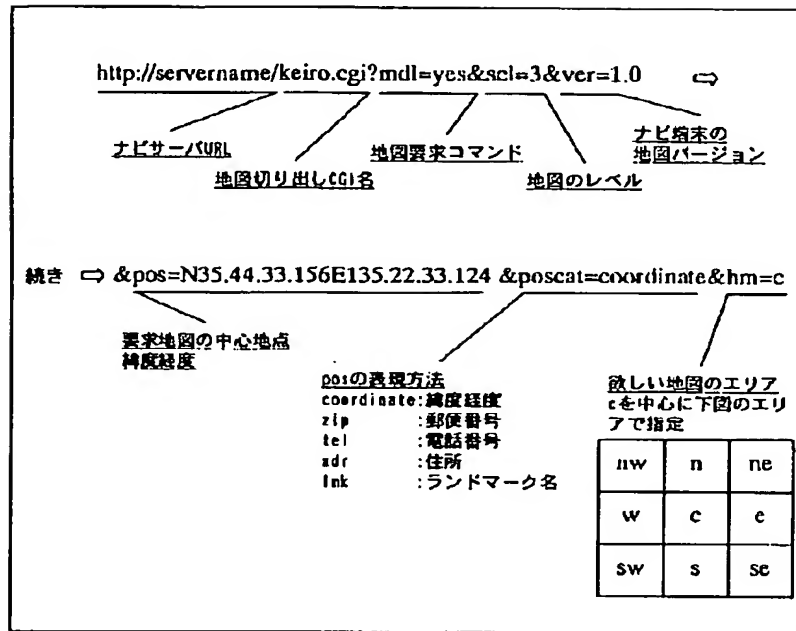 http://servername/keiro.cgi?mdl=yes&scl=3&ver=1.0 ⇨
ナビサーバURL
地図切り出しCGI名
地図要求コマンド
地図のレベル
ナビ端末の
地図バージョン
続き ⇨ &pos=N35.44.33.156E135.22.33.124 &poscat=coordinate&hm=c
要求地図の中心地点
緯度経度
posの表現方法
coordinate:緯度経度
zip :郵便番号
tel :電話番号
adr :住所
lnk :ランドマーク名
欲しい地図のエリア
cを中心に下図のエリ
アで指定
nw n ne
w c e
sw s se